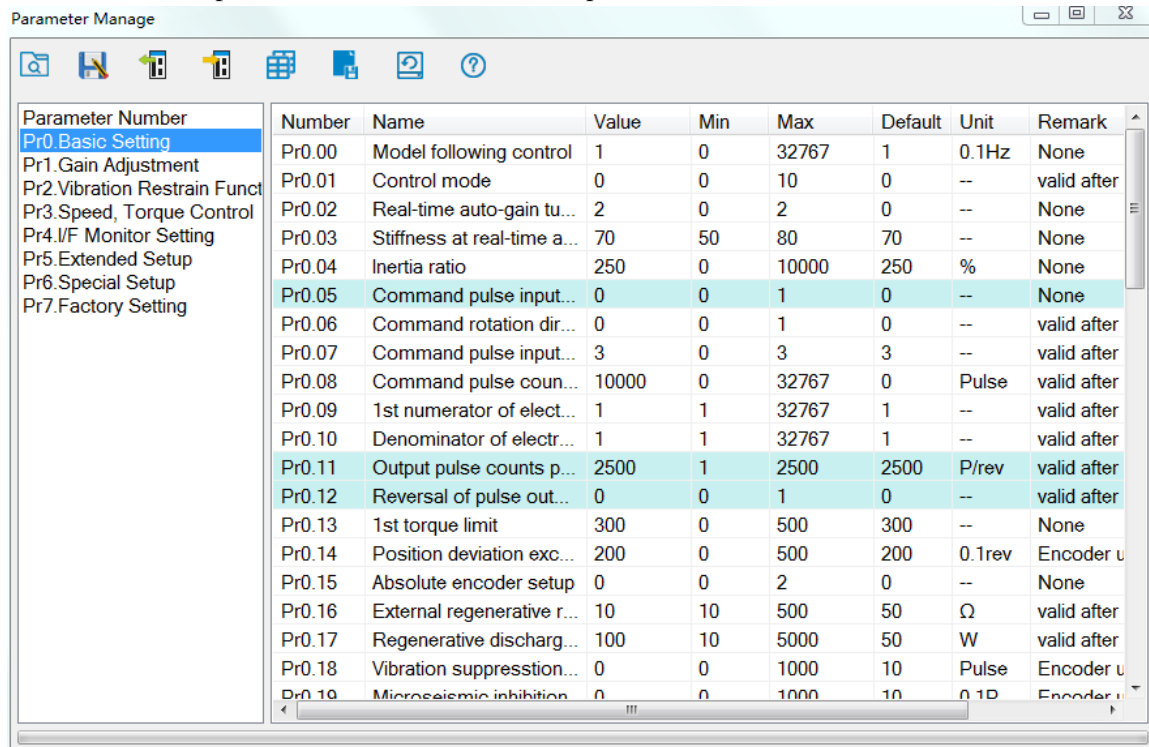 Parameter Manage
Parameter Number
Pr0.Basic Setting
Pr1.Gain Adjustment
Pr2.Vibration Restrain Funct
Pr3.Speed, Torque Control
Pr4.I/F Monitor Setting
Pr5.Extended Setup
Pr6.Special Setup
Pr7.Factory Setting
Number Name Value Min Max Default Unit Remark
Pr0.00 Model following control 1 0 32767 1 0.1Hz None
Pr0.01 Control mode 0 0 10 0 -- valid after
Pr0.02 Real-time auto-gain tu... 2 0 2 0 -- None
Pr0.03 Stiffness at real-time a... 70 50 80 70 -- None
Pr0.04 Inertia ratio 250 0 10000 250 % None
Pr0.05 Command pulse input... 0 0 1 0 -- None
Pr0.06 Command rotation dir... 0 0 1 0 -- valid after
Pr0.07 Command pulse input... 3 0 3 3 -- valid after
Pr0.08 Command pulse coun... 10000 0 32767 0 Pulse valid after
Pr0.09 1st numerator of elect... 1 1 32767 1 -- valid after
Pr0.10 Denominator of electr... 1 1 32767 1 -- valid after
Pr0.11 Output pulse counts p... 2500 1 2500 2500 P/rev valid after
Pr0.12 Reversal of pulse out... 0 0 1 0 -- valid after
Pr0.13 1st torque limit 300 0 500 300 -- None
Pr0.14 Position deviation exc... 200 0 500 200 0.1rev Encoder u
Pr0.15 Absolute encoder setup 0 0 2 0 -- None
Pr0.16 External regenerative r... 10 10 500 50 Ω valid after
Pr0.17 Regenerative discharg... 100 10 5000 50 W valid after
Pr0.18 Vibration suppresstion... 0 0 1000 10 Pulse Encoder u
Pr0.19 Microseismic inhibition 0 0 1000 10 0.1P Encoder u